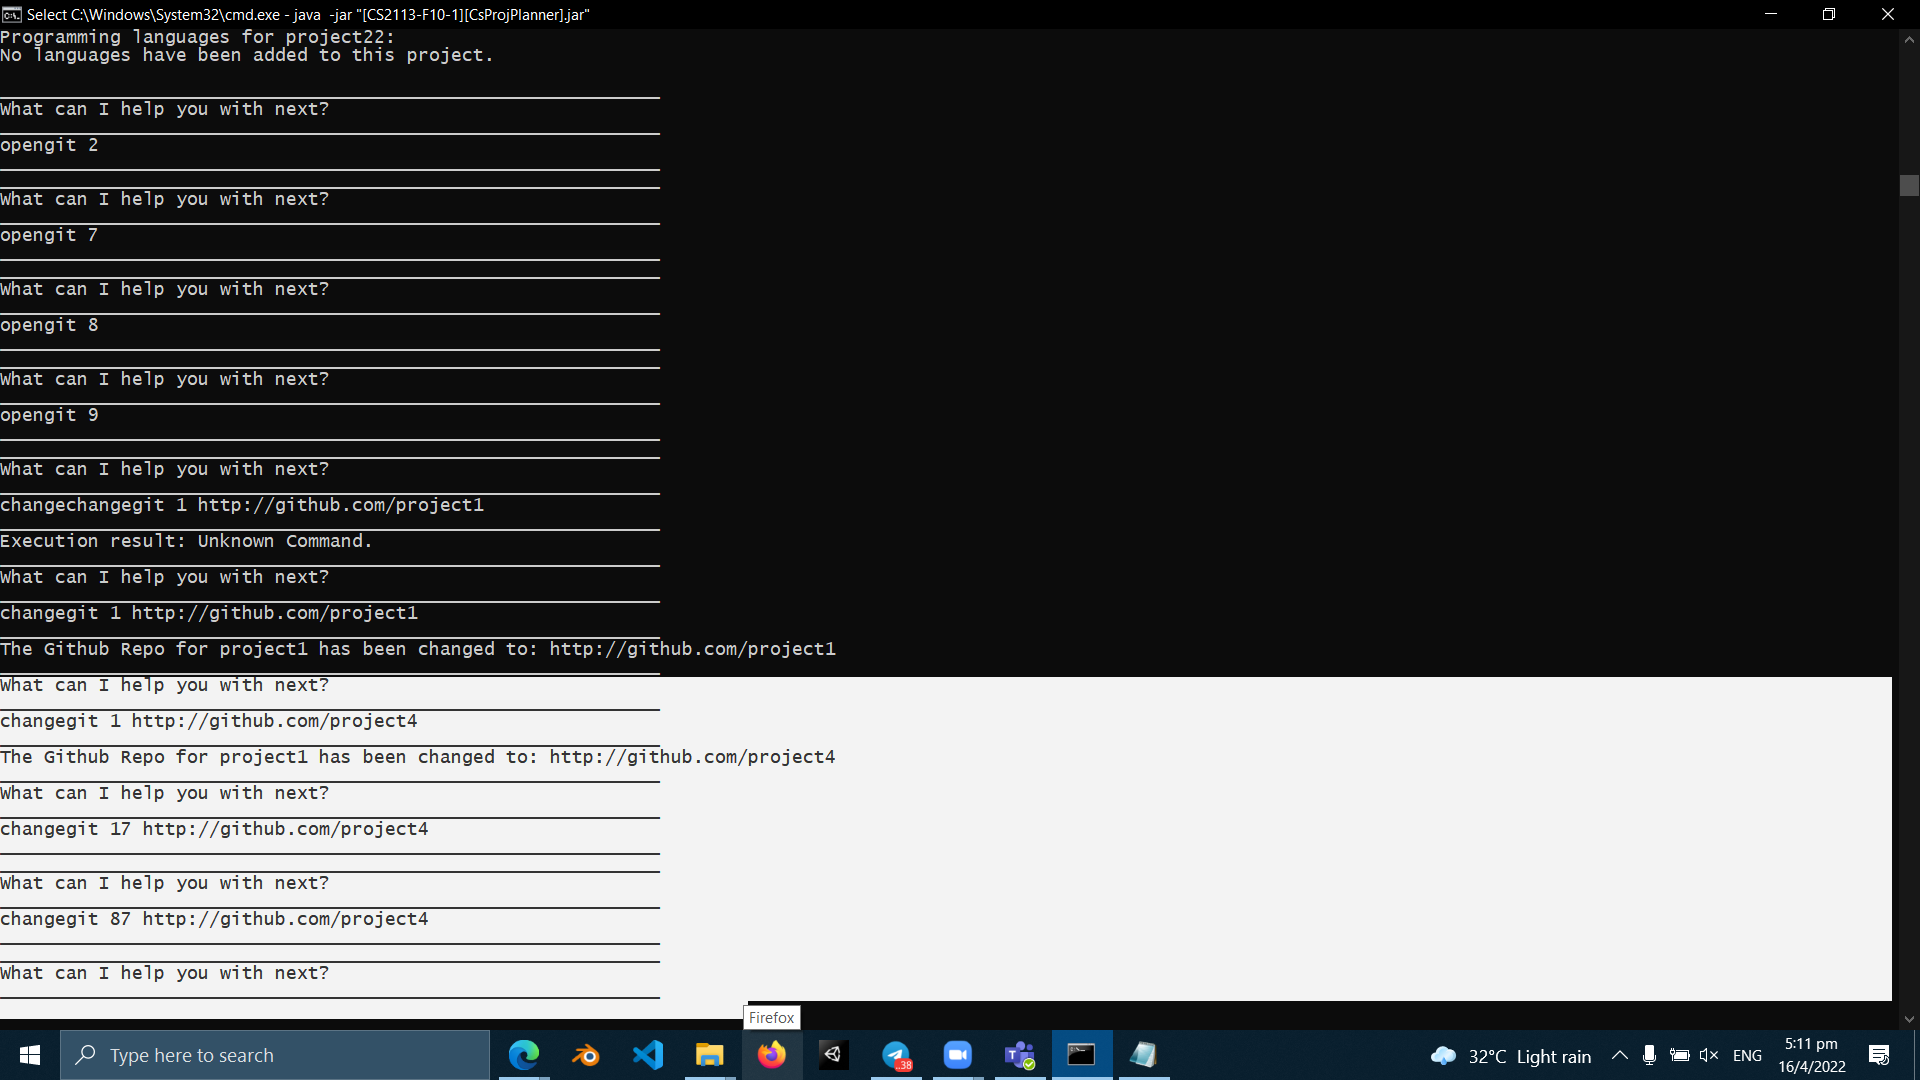 Select C:\Windows\System32\cmd.exe - java  -jar "[CS2113-F10-1][CsProjPlanner].jar"
Programming languages for project22:
No languages have been added to this project.
What can I help you with next?
opengit 2
What can I help you with next?
opengit 7
What can I help you with next?
opengit 8
What can I help you with next?
opengit 9
What can I help you with next?
changechangegit 1 http://github.com/project1
Execution result: Unknown Command.
What can I help you with next?
changegit 1 http://github.com/project1
The Github Repo for project1 has been changed to: http://github.com/project1
What can I help you with next?
changegit 1 http://github.com/project4
The Github Repo for project1 has been changed to: http://github.com/project4
What can I help you with next?
changegit 17 http://github.com/project4
What can I help you with next?
changegit 87 http://github.com/project4
What can I help you with next?
Firefox
Type here to search
..38
32°C Light rain
ENG
5:11 pm
16/4/2022